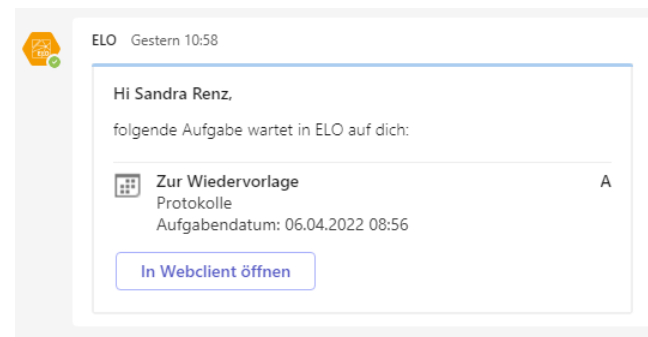 ELO Gestern 10:58
Hi Sandra Renz,
folgende Aufgabe wartet in ELO auf dich:
Zur Wiedervorlage A
Protokolle
Aufgabendatum: 06.04.2022 08:56
In Webclient öffnen